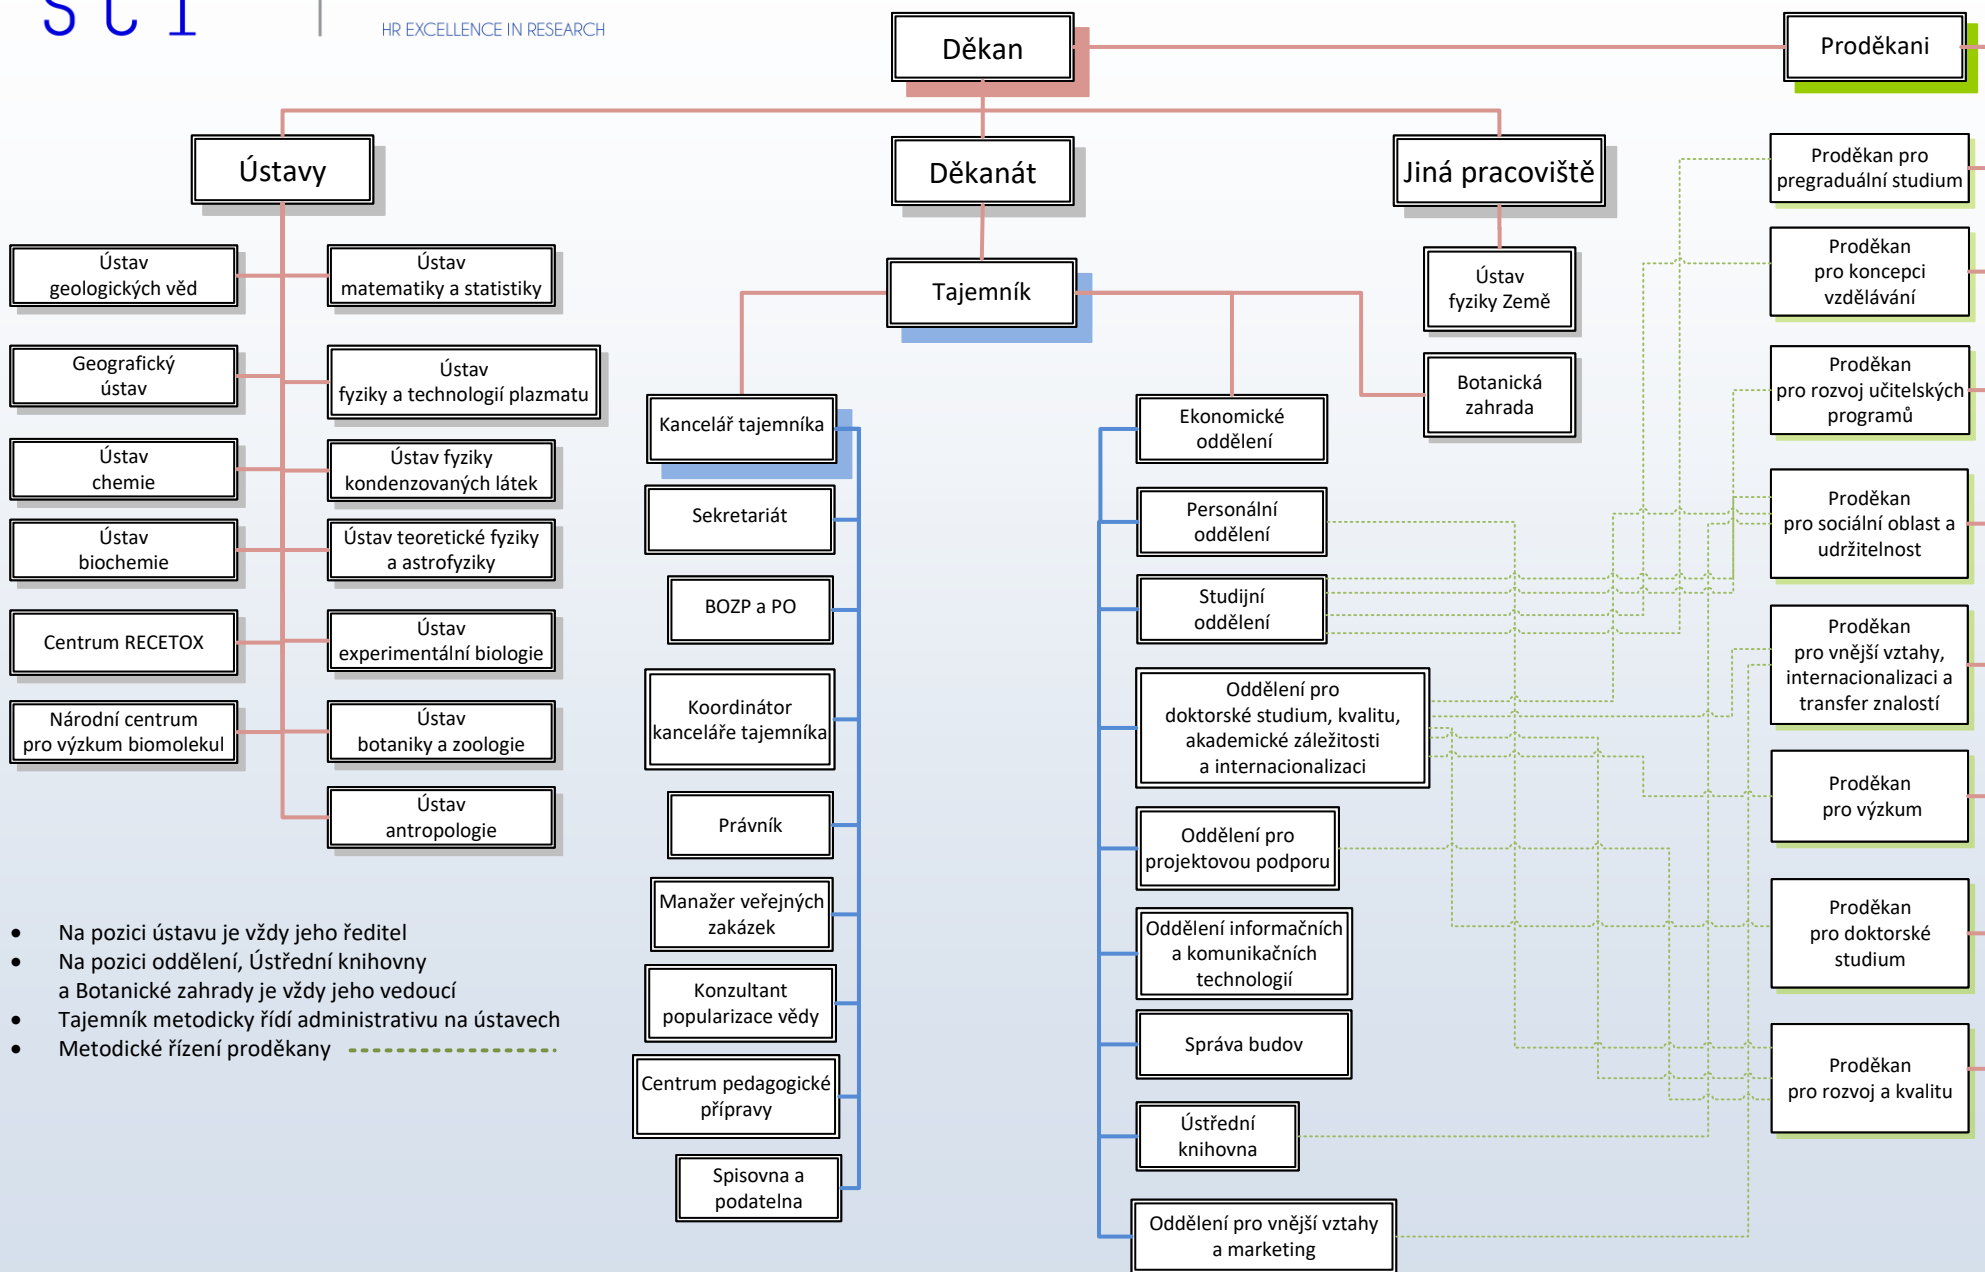 SCI
HR EXCELLENCE IN RESEARCH
Děkan
Proděkani
Ústavy
Děkanát
Jiná pracoviště
Tajemník
Ústav
geologických věd
Ústav
matematiky a statistiky
Geografický
ústav
Ústav
fyziky a technologií plazmatu
Ústav
chemie
Ústav fyziky
kondenzovaných látek
Ústav
biochemie
Ústav teoretické fyziky
a astrofyziky
Centrum RECETOX
Ústav
experimentální biologie
Národní centrum
pro výzkum biomolekul
Ústav
botaniky a zoologie
Ústav
antropologie
Kancelář tajemníka
Sekretariát
BOZP a PO
Koordinátor
kanceláře tajemníka
Právník
Manažer veřejných
zakázek
Konzultant
popularizace vědy
Centrum pedagogické
přípravy
Spisovna a
podatelna
Ekonomické
oddělení
Personální
oddělení
Studijní
oddělení
Oddělení pro
doktorské studium, kvalitu,
akademické záležitosti
a internacionalizaci
Oddělení pro
projektovou podporu
Oddělení informačních
a komunikačních
technologií
Správa budov
Ústřední
knihovna
Oddělení pro vnější vztahy
a marketing
Ústav
fyziky Země
Botanická
zahrada
Proděkan pro
pregraduální studium
Proděkan
pro koncepci
vzdělávání
Proděkan
pro rozvoj učitelských
programů
Proděkan
pro sociální oblast a
udržitelnost
Proděkan
pro vnější vztahy,
internacionalizaci a
transfer znalostí
Proděkan
pro výzkum
Proděkan
pro doktorské
studium
Proděkan
pro rozvoj a kvalitu
• Na pozici ústavu je vždy jeho ředitel
• Na pozici oddělení, Ústřední knihovny
a Botanické zahrady je vždy jeho vedoucí
• Tajemník metodicky řídí administrativu na ústavech
• Metodické řízení proděkany